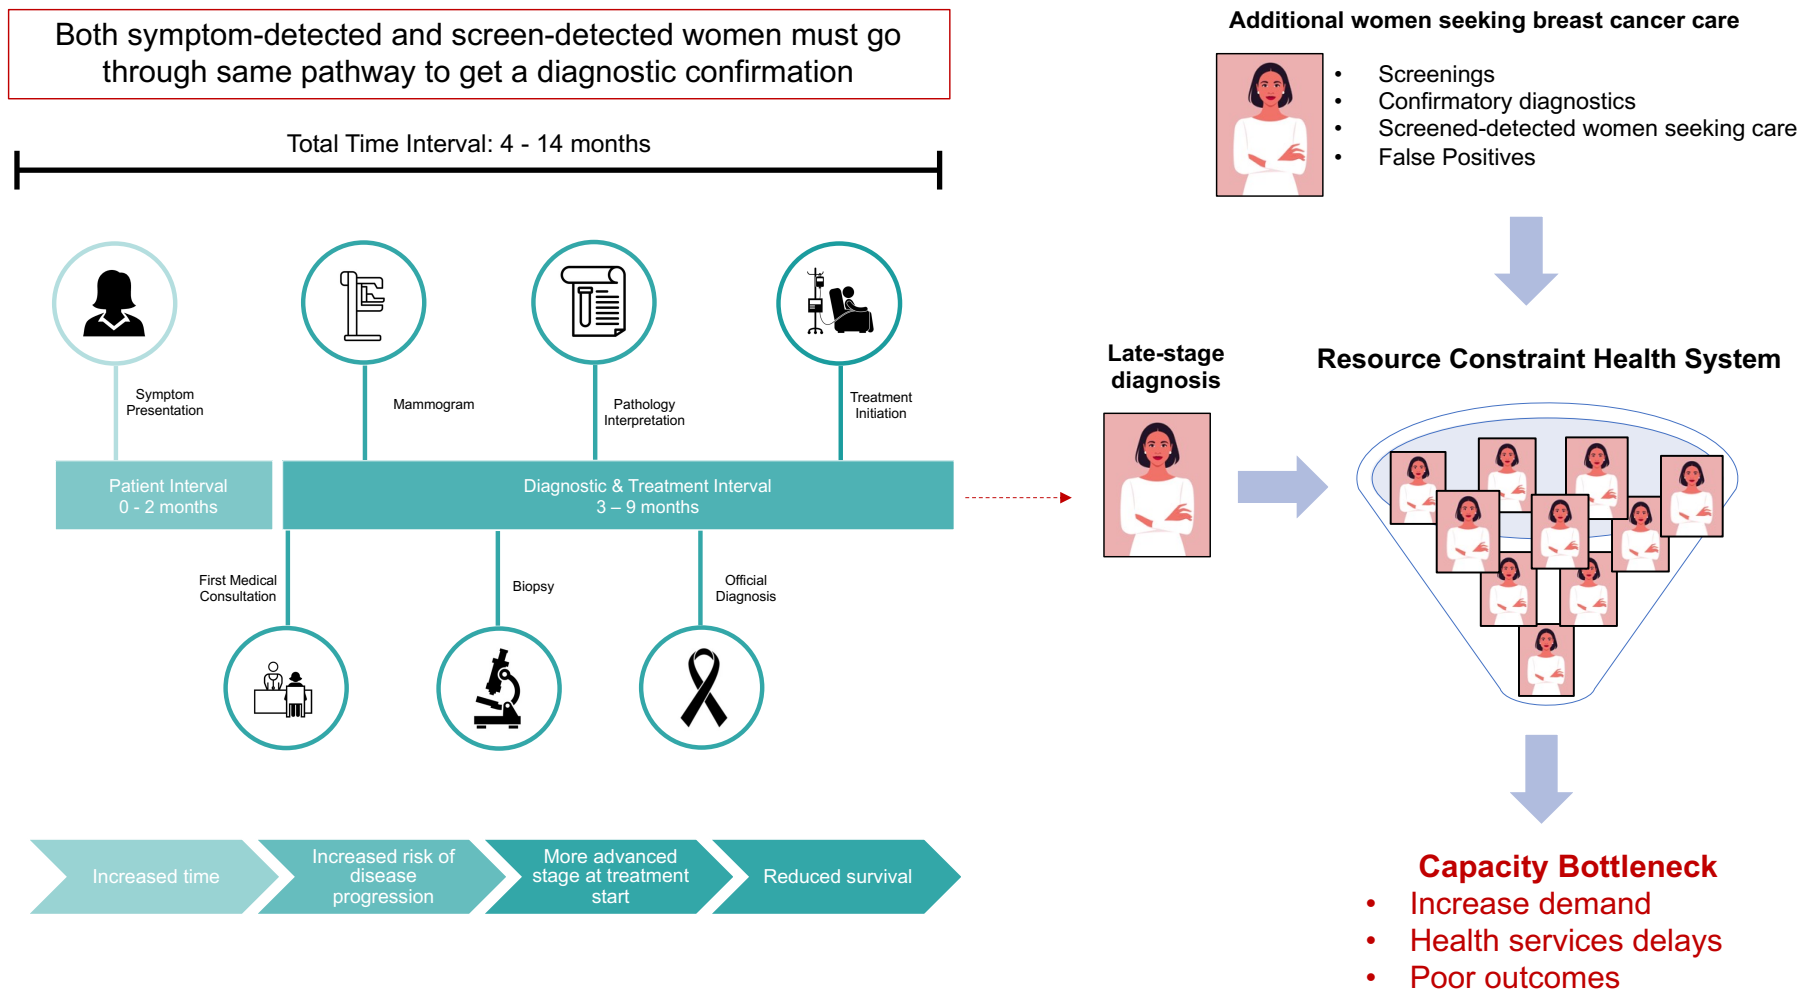 Both symptom-detected and screen-detected women must go
through same pathway to get a diagnostic confirmation
Total Time Interval: 4 - 14 months
Symptom
Presentation
Mammogram
Pathology
Interpretation
Treatment
Initiation
Patient Interval
0 - 2 months
Diagnostic & Treatment Interval
3 – 9 months
First Medical
Consultation
Biopsy
Official
Diagnosis
Increased time
Increased risk of
disease
progression
More advanced
stage at treatment
start
Reduced survival
Additional women seeking breast cancer care
• Screenings
• Confirmatory diagnostics
• Screened-detected women seeking care
• False Positives
Late-stage
diagnosis
Resource Constraint Health System
Capacity Bottleneck
• Increase demand
• Health services delays
• Poor outcomes